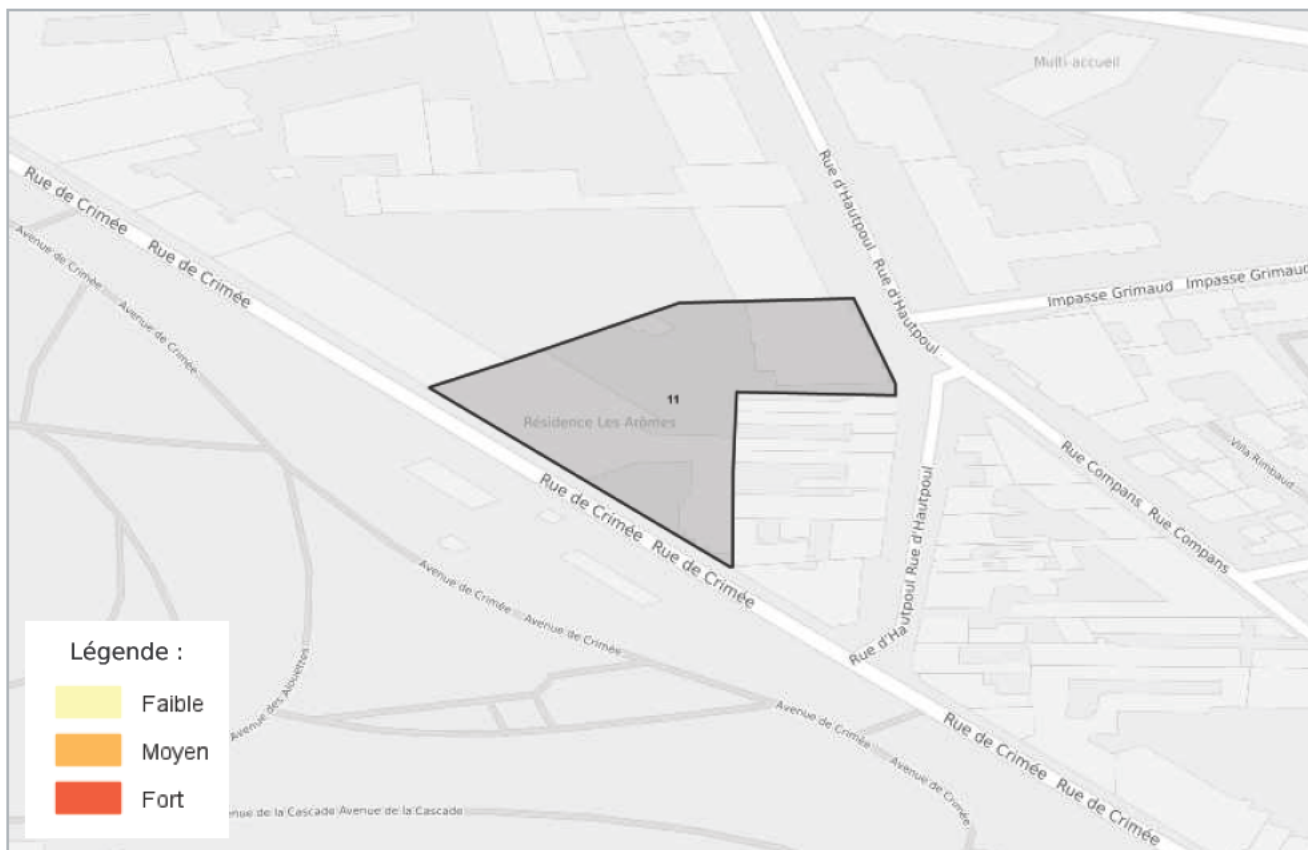 Multi-accueil
Rue d'Hautpoul Rue d'Hautpoul
Rue de Crimée Rue de Crimée
Avenue de Crimée Avenue de Crimée
Impasse Grimaud Impasse Grimaud
11
Résidence Les Arômes
Rue Compans Rue Compans
Villa Rimbaud
Rue de Crimée Rue de Crimée
Rue d'Hautpoul Rue d'Hautpoul
Avenue de Crimée Avenue de Crimée
Avenue des Alouettes
Avenue de Crimée Avenue de Crimée
Rue de Crimée Rue de Crimée
enue de la Cascade Avenue de la Cascade
Légende :
Faible
Moyen
Fort